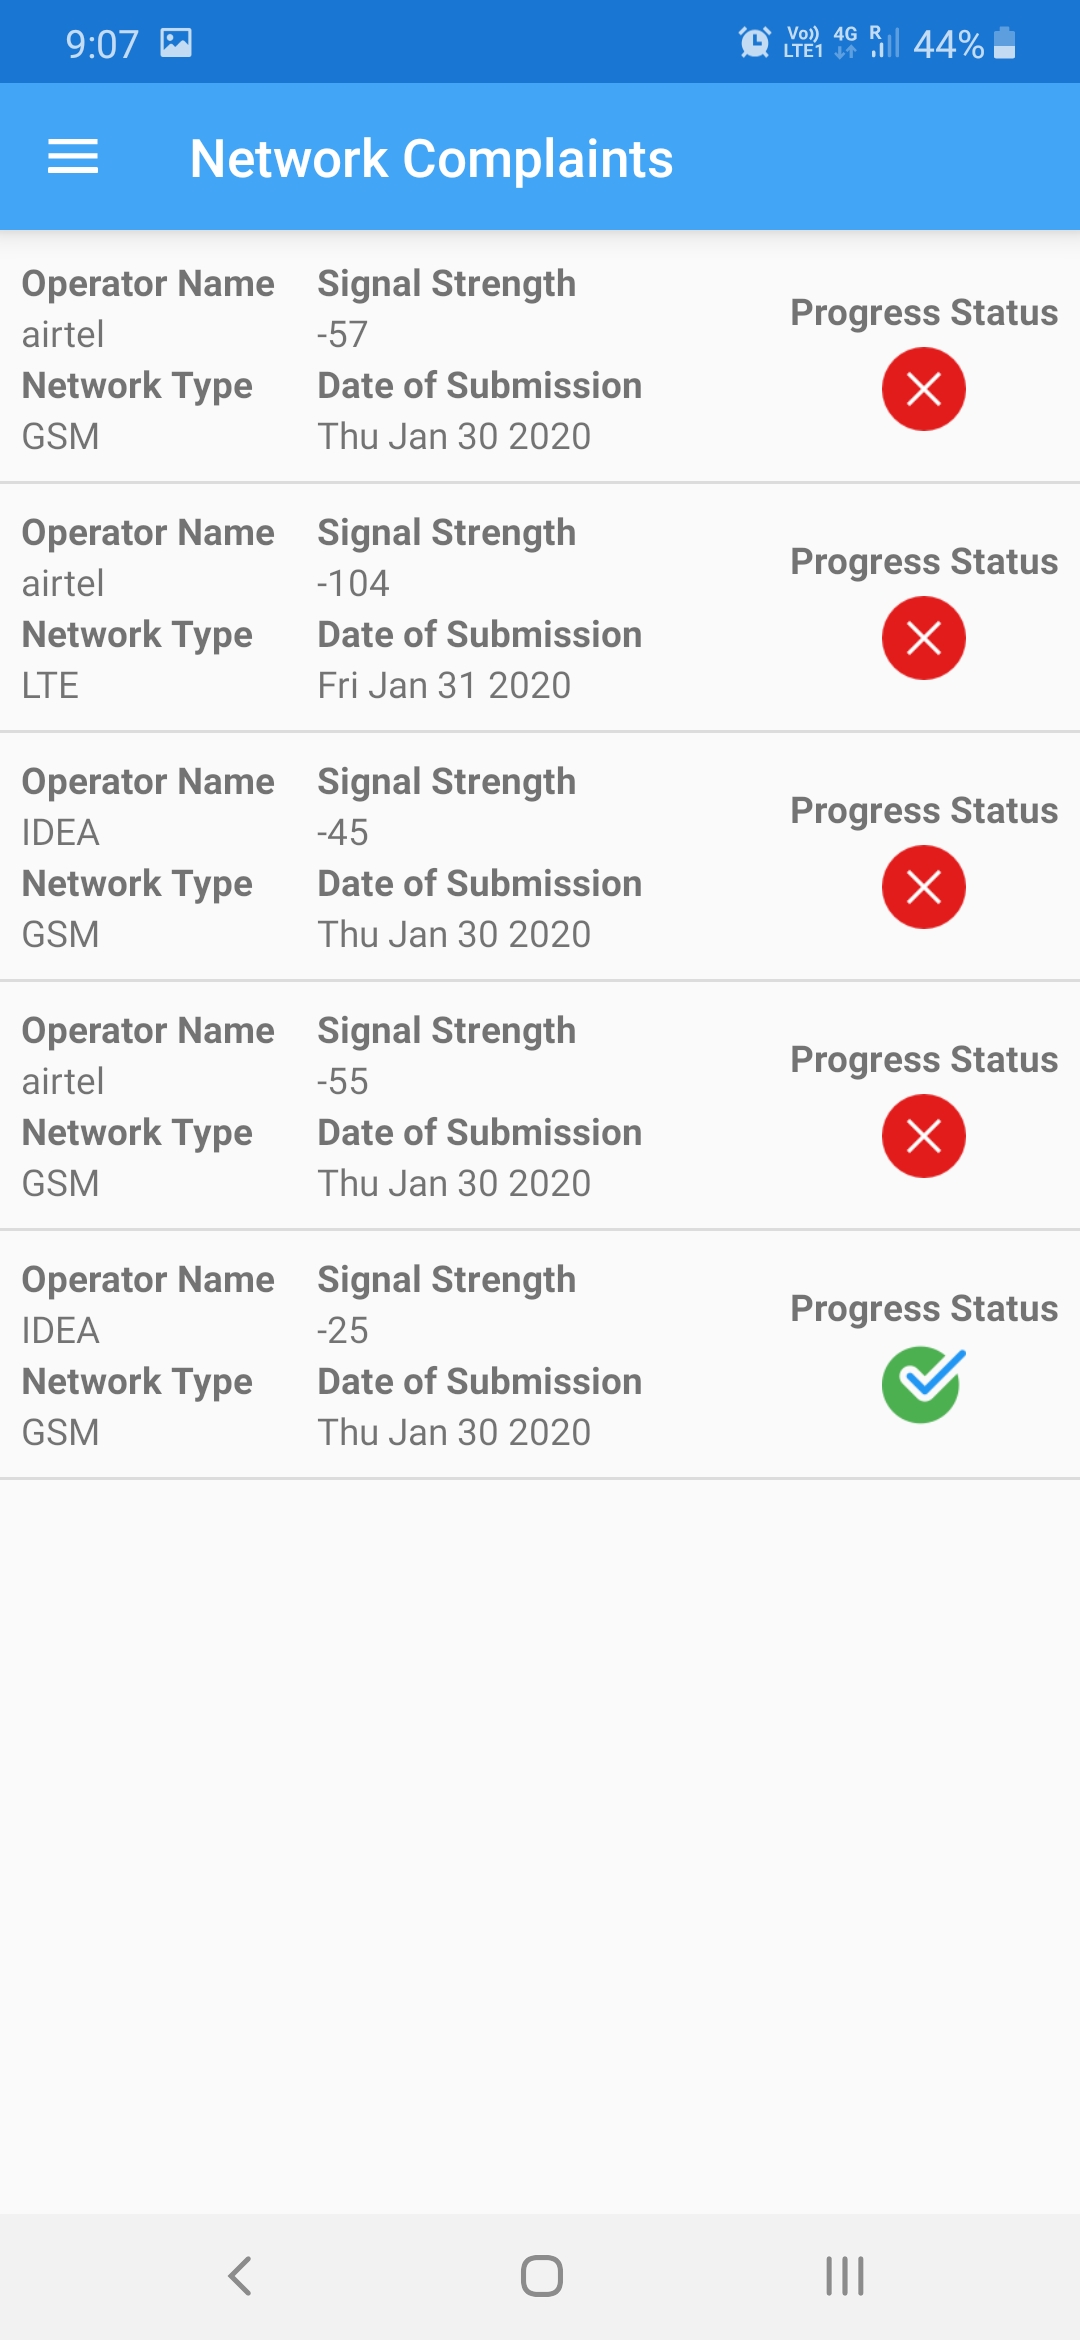 9:07 Vo)) LTE1 4G R 44%
Network Complaints
Operator Name Signal Strength
airtel -57
Network Type Date of Submission
GSM Thu Jan 30 2020
Progress Status
Operator Name Signal Strength
airtel -104
Network Type Date of Submission
LTE Fri Jan 31 2020
Progress Status
Operator Name Signal Strength
IDEA -45
Network Type Date of Submission
GSM Thu Jan 30 2020
Progress Status
Operator Name Signal Strength
airtel -55
Network Type Date of Submission
GSM Thu Jan 30 2020
Progress Status
Operator Name Signal Strength
IDEA -25
Network Type Date of Submission
GSM Thu Jan 30 2020
Progress Status